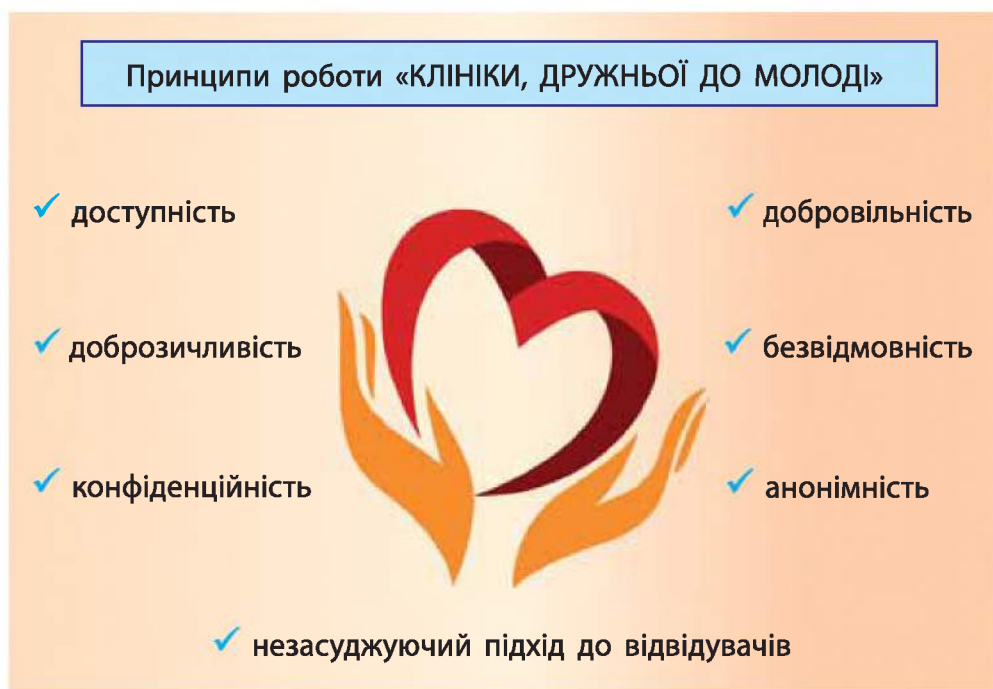 Принципи роботи «КЛІНІКИ, ДРУЖНЬОЇ ДО МОЛОДІ»
доступність
доброзичливість
конфіденційність
добровільність
безвідмовність
анонімність
незасуджуючий підхід до відвідувачів